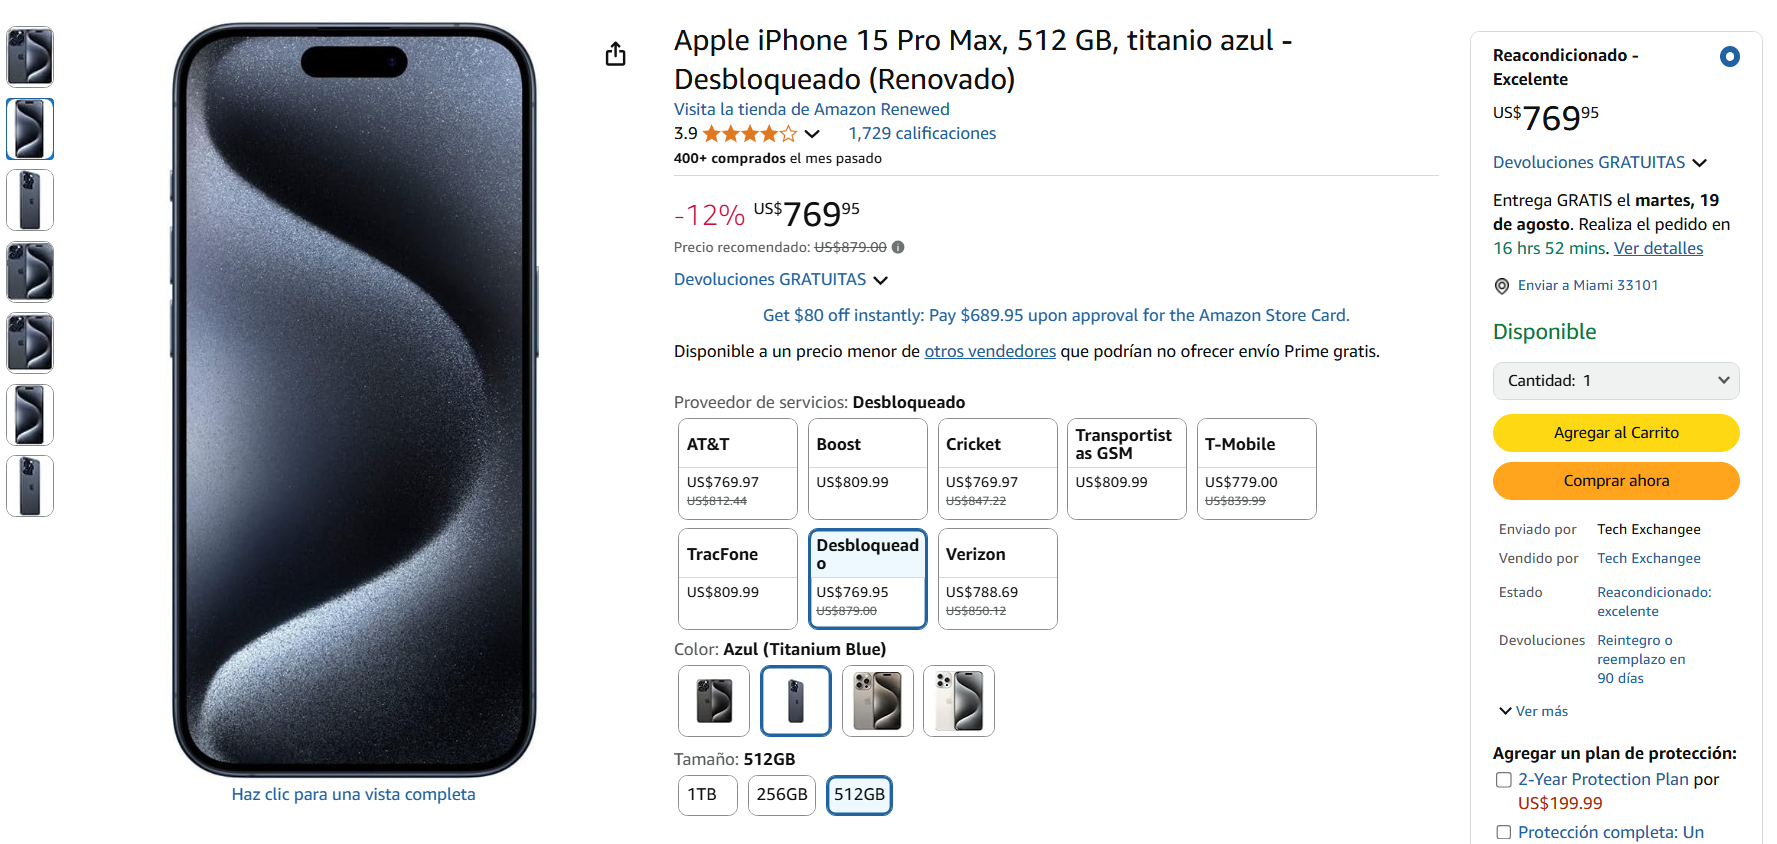 Apple iPhone 15 Pro Max, 512 GB, titanio azul -
Desbloqueado (Renovado)
Visita la tienda de Amazon Renewed
3.9
1,729 calificaciones
400+ comprados el mes pasado
-12% US$769 95
Precio recomendado: US$879.00
Devoluciones GRATUITAS
Get $80 off instantly: Pay $689.95 upon approval for the Amazon Store Card.
Disponible a un precio menor de otros vendedores que podrían no ofrecer envío Prime gratis.
Proveedor de servicios: Desbloqueado
AT&T
US$769.97
US$812.44
Boost
US$809.99
Cricket
US$769.97
US$847.22
Transportist
as GSM
US$809.99
T-Mobile
US$779.00
US$839.99
TracFone
US$809.99
Desbloquead
o
US$769.95
US$879.00
Verizon
US$788.69
US$850.12
Color: Azul (Titanium Blue)
Tamaño: 512GB
1TB
256GB
512GB
Haz clic para una vista completa
Reacondicionado -
Excelente
US$769 95
Devoluciones GRATUITAS
Entrega GRATIS el martes, 19
de agosto. Realiza el pedido en
16 hrs 52 mins. Ver detalles
Enviar a Miami 33101
Disponible
Cantidad: 1
Agregar al Carrito
Comprar ahora
Enviado por Tech Exchangee
Vendido por Tech Exchangee
Estado Reacondicionado:
excelente
Devoluciones Reintegro o
reemplazo en
90 días
Ver más
Agregar un plan de protección:
2-Year Protection Plan por
US$199.99
Protección completa: Un